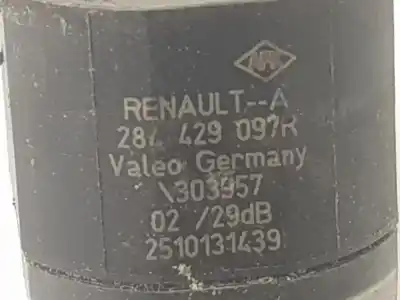 RENAULT--A
284 429 097R
Valeo Germany
\303957
02 /29dB
2510131439